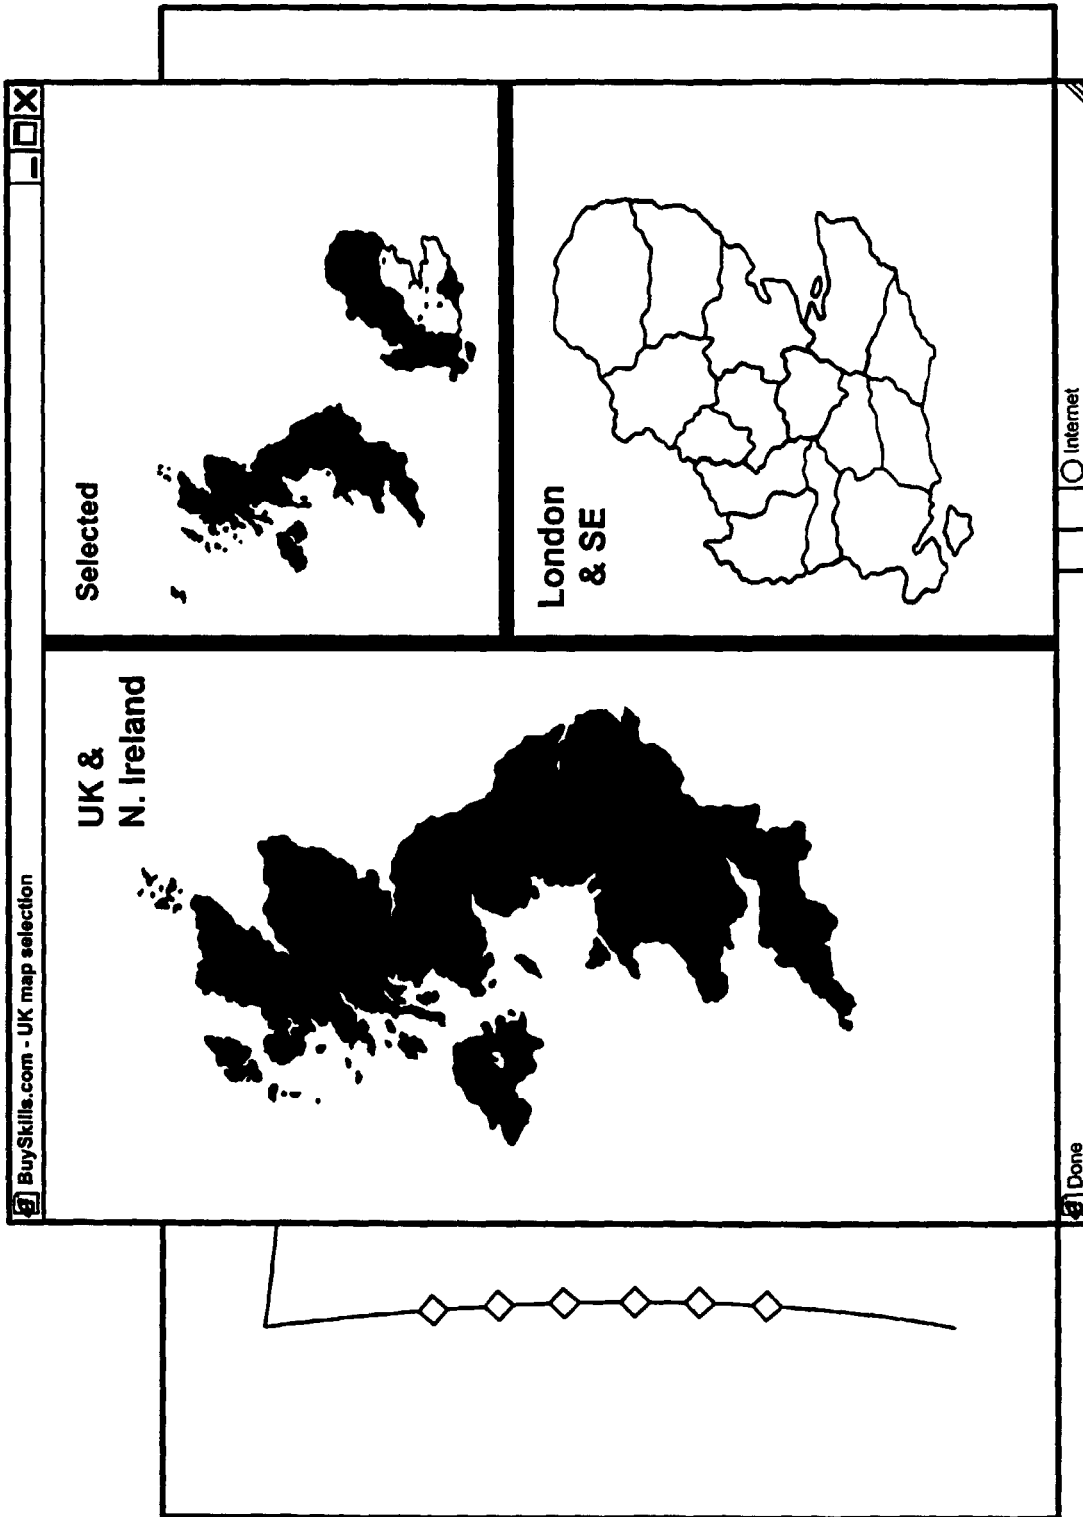 BuySkills.com - UK map selection
UK &
N. Ireland
Selected
London
& SE
Done
Internet